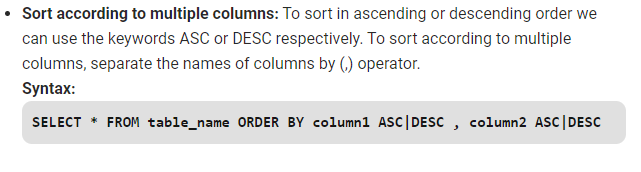 • Sort according to multiple columns: To sort in ascending or descending order we
can use the keywords ASC or DESC respectively. To sort according to multiple
columns, separate the names of columns by (,) operator.
Syntax:
SELECT * FROM table_name ORDER BY column1 ASC|DESC , column2 ASC|DESC